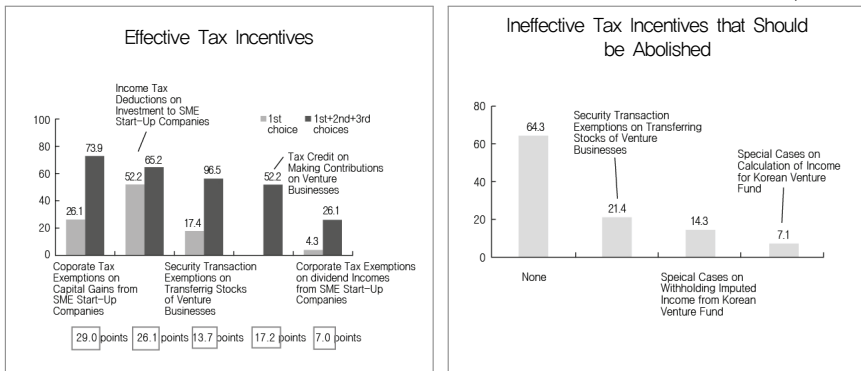 Effective Tax Incentives
Income Tax
Deductions on
Investment to SME
Start-Up Companies
1st
choice
1st+2nd+3rd
choices
100
80
60
40
20
0
26.1
73.9
52.2
65.2
17.4
96.5
52.2
4.3
26.1
Tax Credit on
Making Contributions
on Venture
Businesses
Coporate Tax
Exemptions on
Capital Gains from
SME Start-Up
Companies
Security Transaction
Exemptions on
Transferring Stocks
of Venture
Businesses
Corporate Tax Exemptions
on dividend Incomes
from SME Start-Up
Companies
29.0 points 26.1 points 13.7 points 17.2 points 7.0 points
Ineffective Tax Incentives that Should
be Abolished
80
60
40
20
0
64.3
21.4
14.3
7.1
Security Transaction
Exemptions on Transferring
Stocks of Venture
Businesses
Special Cases on
Calculation of Income
for Korean Venture
Fund
None
Speical Cases on
Withholding Imputed
Income from Korean
Venture Fund